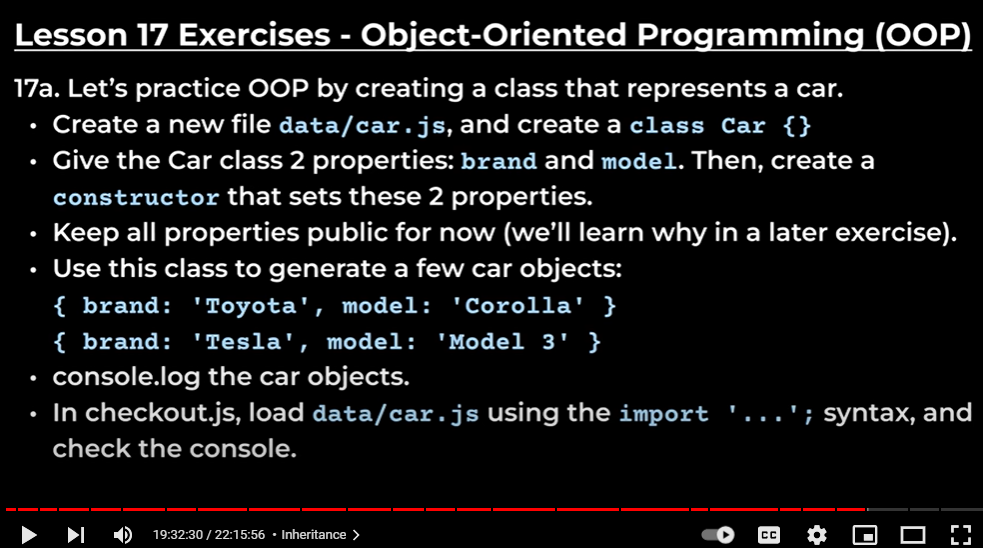 Lesson 17 Exercises - Object-Oriented Programming (OOP)
17a. Let's practice OOP by creating a class that represents a car.
• Create a new file data/car.js, and create a class Car {}
• Give the Car class 2 properties: brand and model. Then, create a
constructor that sets these 2 properties.
• Keep all properties public for now (we'll learn why in a later exercise).
• Use this class to generate a few car objects:
{ brand: 'Toyota', model: 'Corolla' }
{ brand: 'Tesla', model: 'Model 3' }
• console.log the car objects.
• In checkout.js, load data/car.js using the import '...'; syntax, and
check the console.
19:32:30 / 22:15:56 • Inheritance
CC